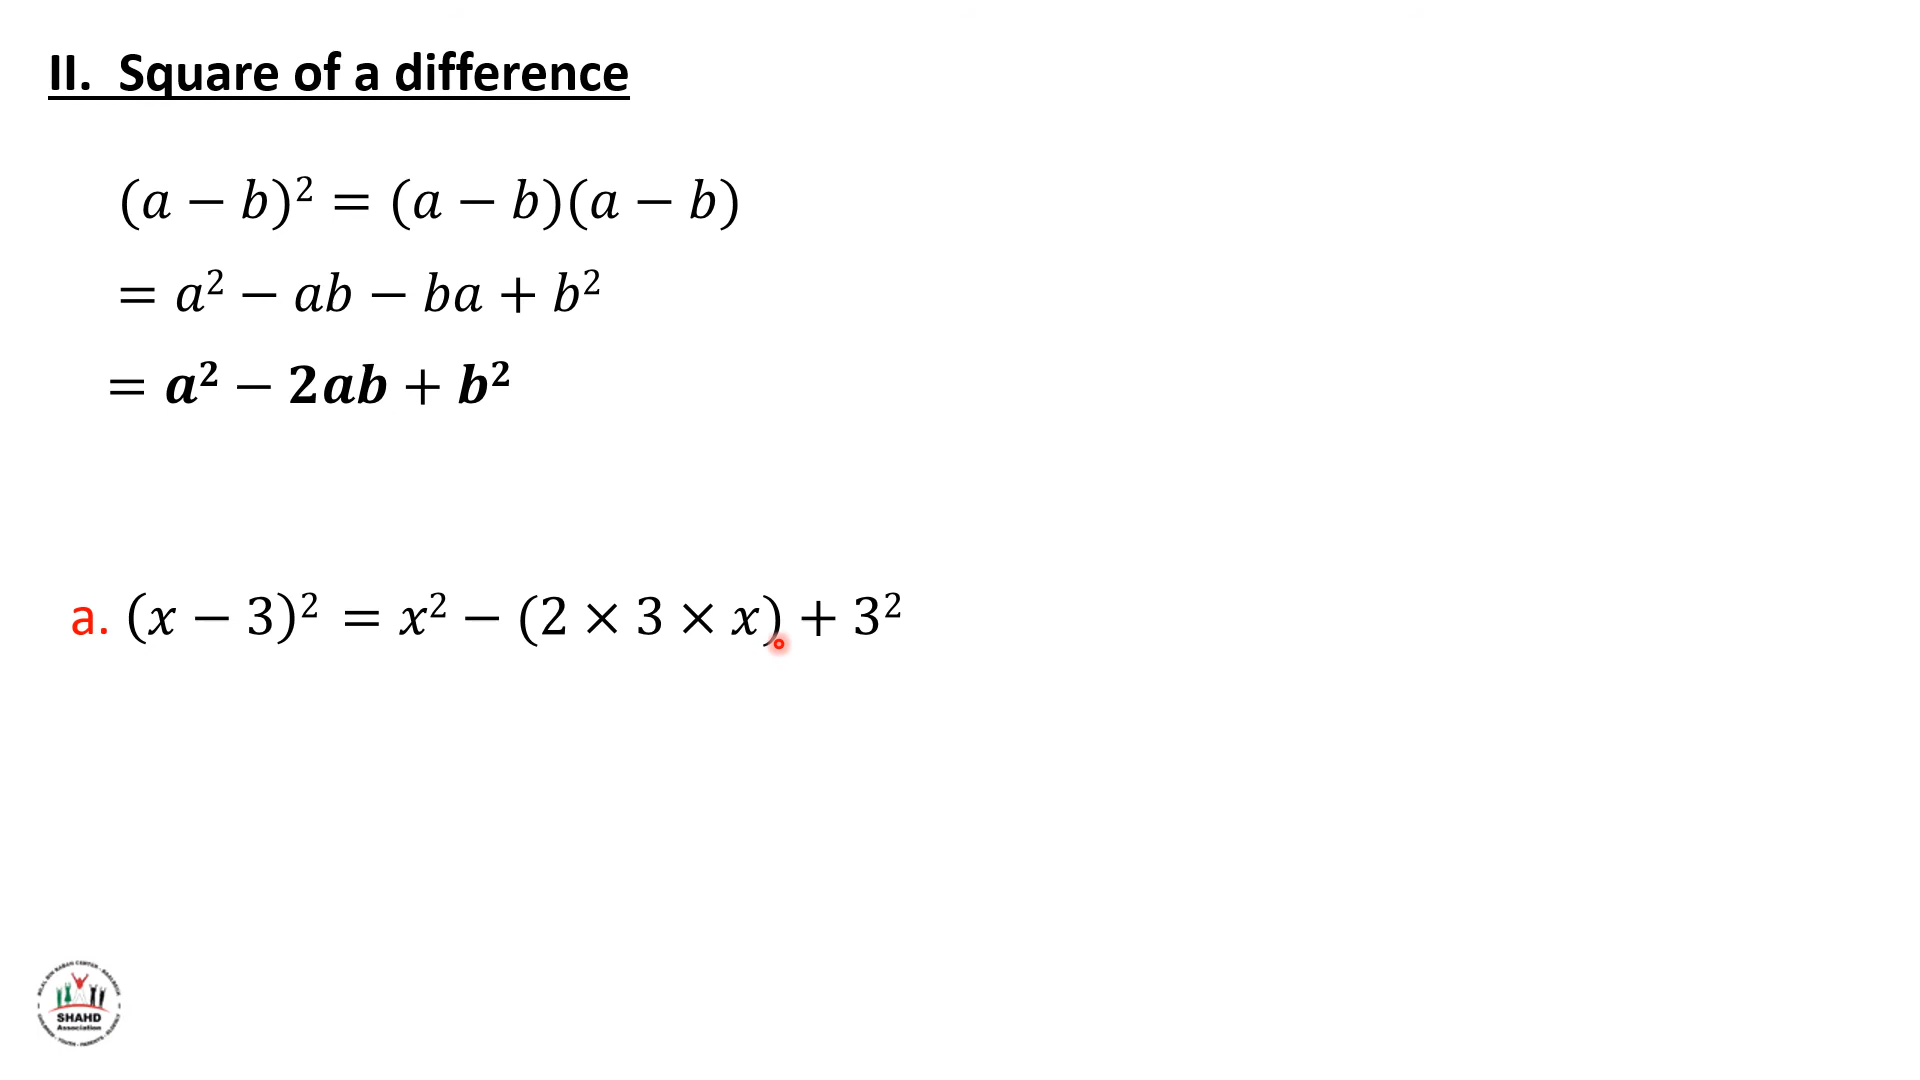 II. Square of a difference
(a − b)² = (a − b)(a − b)
= a² − ab − ba + b²
= a² − 2ab + b²
a. (x − 3)² = x² − (2 × 3 × x) + 3²
SHAHD
Association